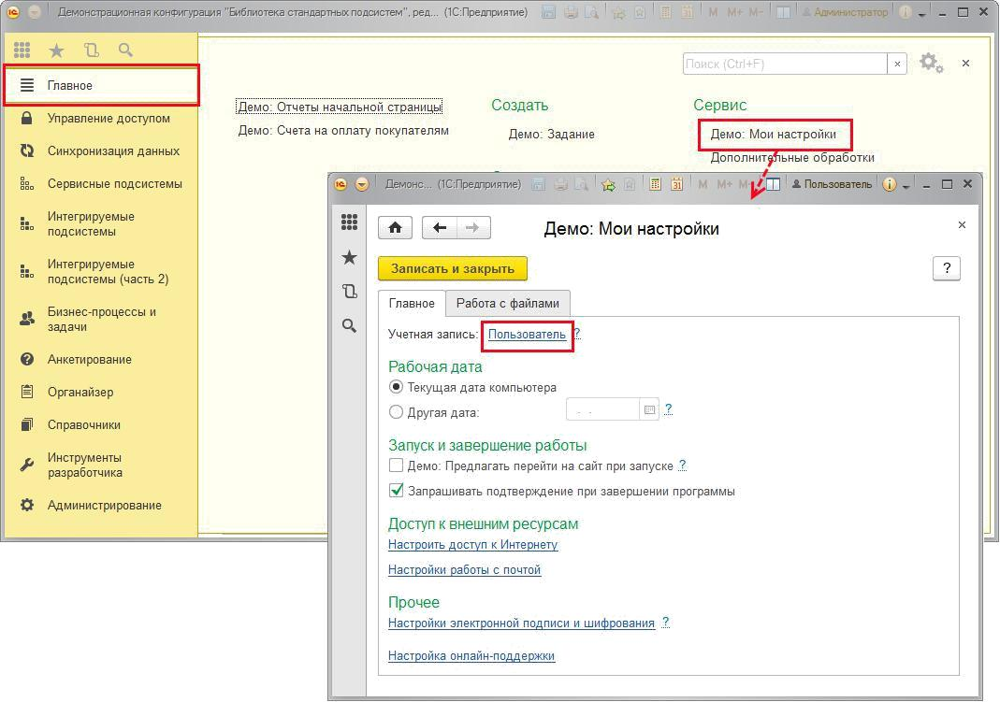 Демонстрационная конфигурация "Библиотека стандартных подсистем", ред... (1С:Предприятие)
M M+ M-
Администратор
Поиск (Ctrl+F)
Главное
Управление доступом
Синхронизация данных
Сервисные подсистемы
Интегрируемые
подсистемы
Интегрируемые
подсистемы (часть 2)
Бизнес-процессы и
задачи
Анкетирование
Органайзер
Справочники
Инструменты
разработчика
Администрирование
Демо: Отчеты начальной страницы
Демо: Счета на оплату покупателям
Создать
Демо: Задание
Сервис
Демо: Мои настройки
Дополнительные обработки
Демонс... (1С:Предприятие)
M M+ M-
Пользователь
Демо: Мои настройки
Записать и закрыть
?
Главное
Работа с файлами
Учетная запись: Пользователь ?
Рабочая дата
Текущая дата компьютера
Другая дата: . . ?
Запуск и завершение работы
Демо: Предлагать перейти на сайт при запуске ?
Запрашивать подтверждение при завершении программы
Доступ к внешним ресурсам
Настроить доступ к Интернету
Настройки работы с почтой
Прочее
Настройки электронной подписи и шифрования ?
Настройка онлайн-поддержки